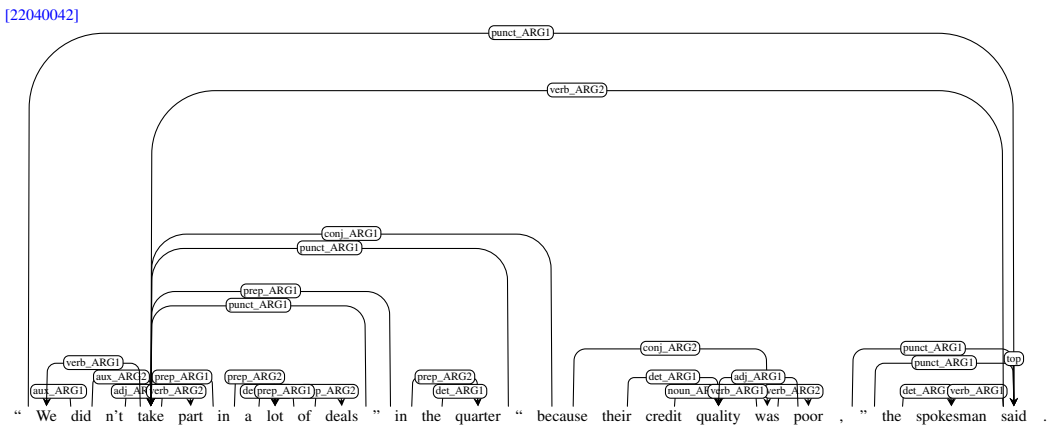 [22040042]
punct_ARG1
verb_ARG2
conj_ARG1
punct_ARG1
prep_ARG1
punct_ARG1
verb_ARG1 conj_ARG2 punct_ARG1 top
punct_ARG1
aux_ARG2 prep_ARG1 prep_ARG2 prep_ARG2 det_ARG1 adj_ARG1
aux_ARG1 verb_ARG2 prep_ARG1 det_ARG1 verb_ARG1 verb_ARG1
“ We did n't take part in a lot of deals ” in the quarter “ because their credit quality was poor , ” the spokesman said .